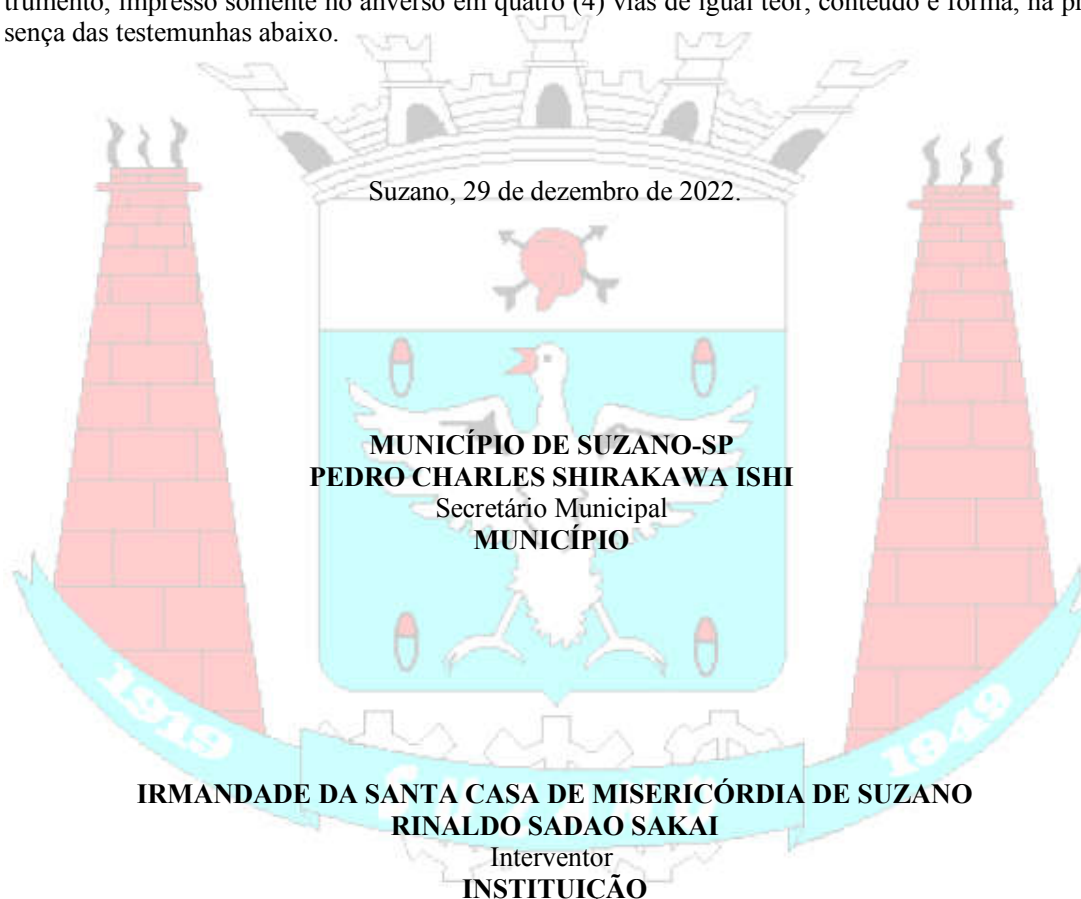 trumento, impresso somente no anverso em quatro (4) vias de igual teor, conteúdo e forma, na
sença das testemunhas abaixo.
Suzano, 29 de dezembro de 2022.
MUNICÍPIO DE SUZANO-SP
PEDRO CHARLES SHIRAKAWA ISHI
Secretário Municipal
MUNICÍPIO
1919
1949
IRMANDADE DA SANTA CASA DE MISERICÓRDIA DE SUZANO
RINALDO SADAO SAKAI
Interventor
INSTITUIÇÃO